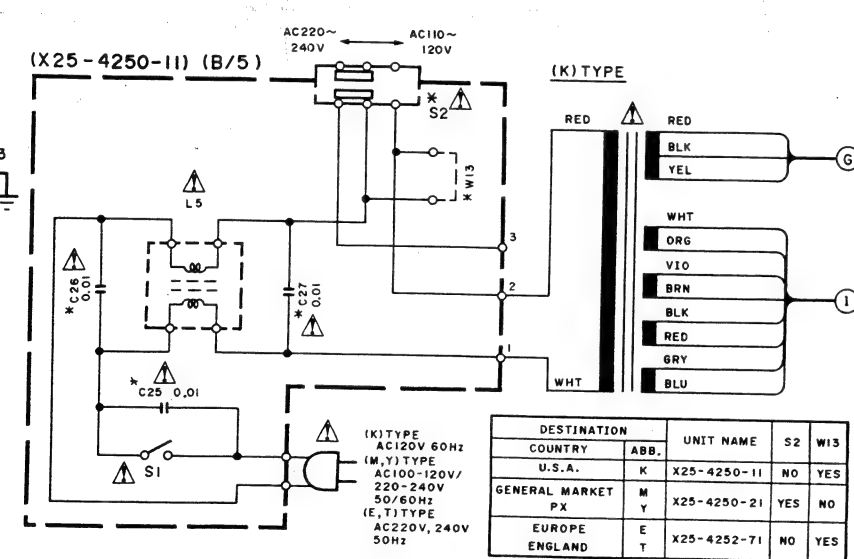 AC220~
240V
AC110~
120V
(X25-4250-11) (B/5)
(K) TYPE
* S2
RED
RED
BLK
YEL
G
3
L5
* W13
WHT
ORG
VIO
BRN
BLK
RED
GRY
BLU
1
3
2
1
* C26
0.01
* C27
0.01
* C25 0.01
S1
WHT
(K) TYPE
AC120V 60Hz
(M,Y) TYPE
AC100-120V/
220-240V
50/60Hz
(E,T) TYPE
AC220V, 240V
50Hz
DESTINATION UNIT NAME S2 W13
COUNTRY ABB.
U.S.A. K X25-4250-11 NO YES
GENERAL MARKET M X25-4250-21 YES NO
PX Y
EUROPE E X25-4252-71 NO YES
ENGLAND T